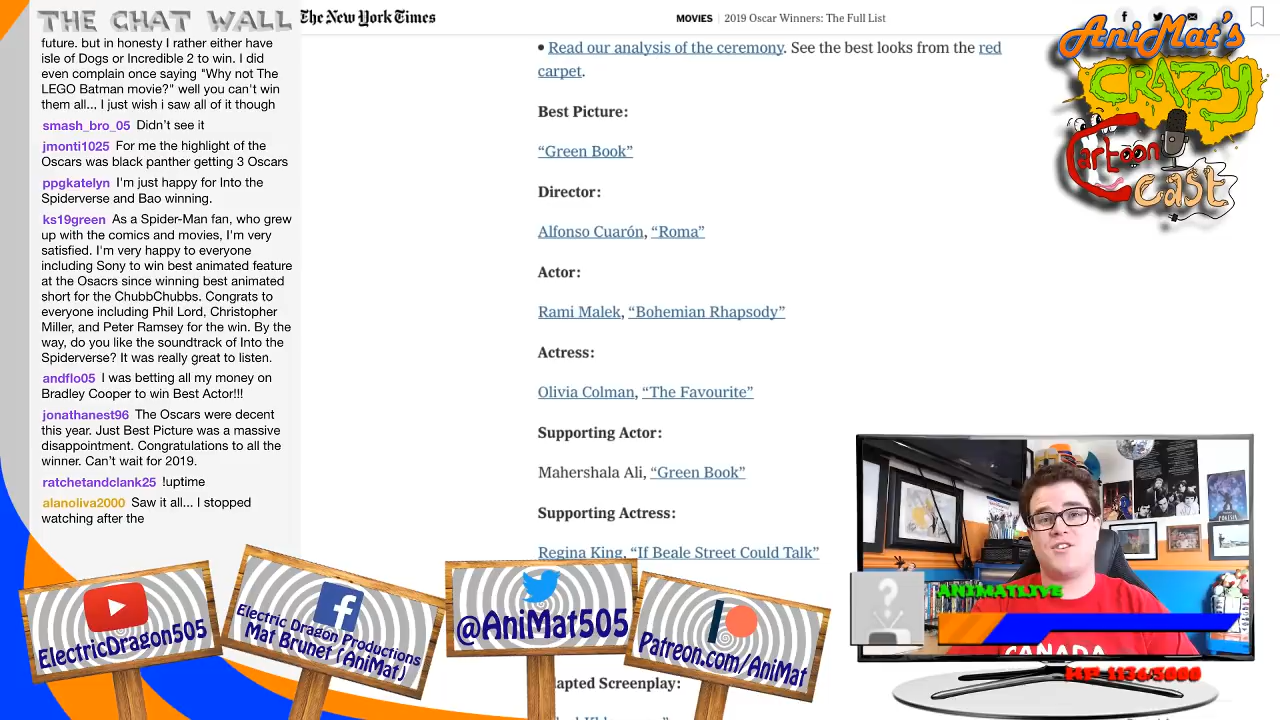 THE CHAT WALL
future. but in honesty I rather either have
isle of Dogs or Incredible 2 to win. I did
even complain once saying "Why not The
LEGO Batman movie?" well you can't win
them all... I just wish i saw all of it though
smash_bro_05 Didn't see it
jmonti1025 For me the highlight of the
Oscars was black panther getting 3 Oscars
ppgkatelyn I'm just happy for Into the
Spiderverse and Bao winning.
ks19green As a Spider-Man fan, who grew
up with the comics and movies, I'm very
satisfied. I'm very happy to everyone
including Sony to win best animated feature
at the Osacrs since winning best animated
short for the ChubbChubbs. Congrats to
everyone including Phil Lord, Christopher
Miller, and Peter Ramsey for the win. By the
way, do you like the soundtrack of Into the
Spiderverse? It was really great to listen.
andflo05 I was betting all my money on
Bradley Cooper to win Best Actor!!!
jonathanest96 The Oscars were decent
this year. Just Best Picture was a massive
disappointment. Congratulations to all the
winner. Can't wait for 2019.
ratchetandclank25 !uptime
alanoliva2000 Saw it all... I stopped
watching after the
The New York Times
MOVIES | 2019 Oscar Winners: The Full List
• Read our analysis of the ceremony. See the best looks from the red
carpet.
Best Picture:
“Green Book”
Director:
Alfonso Cuarón, “Roma”
Actor:
Rami Malek, “Bohemian Rhapsody”
Actress:
Olivia Colman, “The Favourite”
Supporting Actor:
Mahershala Ali, “Green Book”
Supporting Actress:
Regina King, “If Beale Street Could Talk”
apted Screenplay:
AniMat's
CRAZY
Cartoon
Cast
ANIMATLIVE
CANADA
HP 1136/5000
ElectricDragon505
Electric Dragon Productions
Mat Brunet (AniMat)
@AniMat505
Patreon.com/AniMat